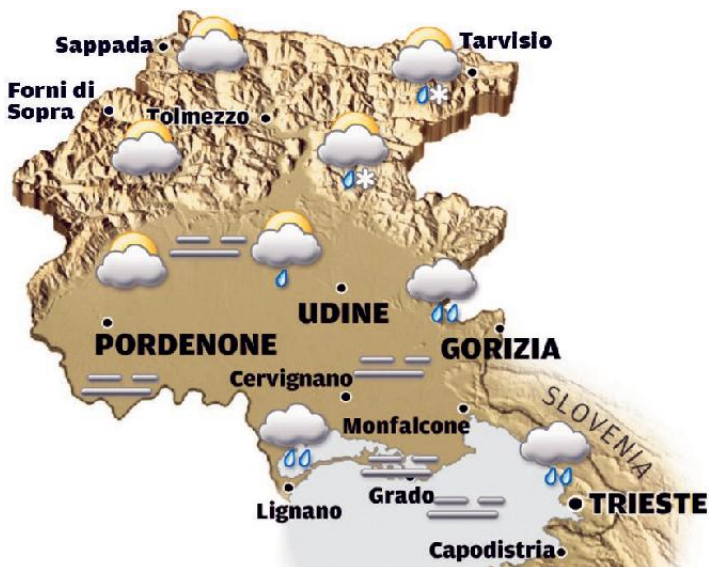 Sappada
Tarvisio
Forni di
Sopra
Tolmezzo
UDINE
PORDENONE
GORIZIA
Cervignano
SLOVENIA
Monfalcone
Lignano
Grado
TRIESTE
Capodistria